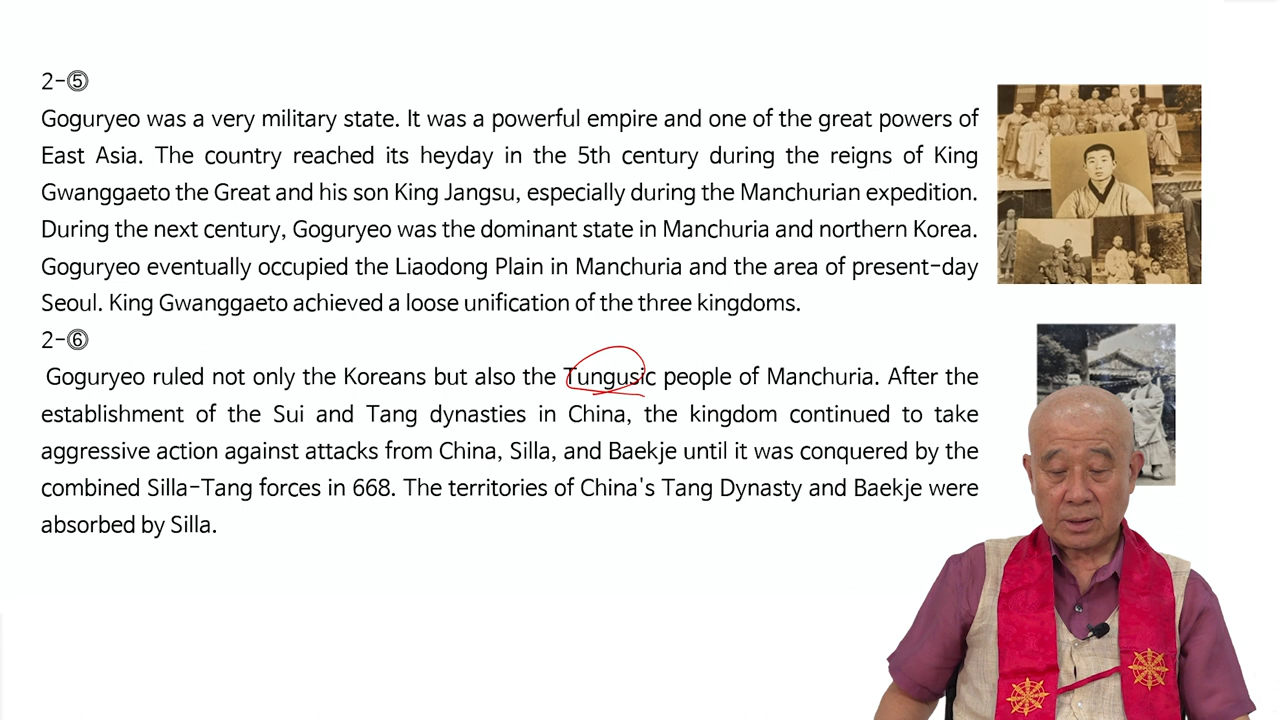 2-⑤
Goguryeo was a very military state. It was a powerful empire and one of the great powers of
East Asia. The country reached its heyday in the 5th century during the reigns of King
Gwanggaeto the Great and his son King Jangsu, especially during the Manchurian expedition.
During the next century, Goguryeo was the dominant state in Manchuria and northern Korea.
Goguryeo eventually occupied the Liaodong Plain in Manchuria and the area of present-day
Seoul. King Gwanggaeto achieved a loose unification of the three kingdoms.
2-⑥
Goguryeo ruled not only the Koreans but also the Tungusic people of Manchuria. After the
establishment of the Sui and Tang dynasties in China, the kingdom continued to take
aggressive action against attacks from China, Silla, and Baekje until it was conquered by the
combined Silla-Tang forces in 668. The territories of China's Tang Dynasty and Baekje were
absorbed by Silla.